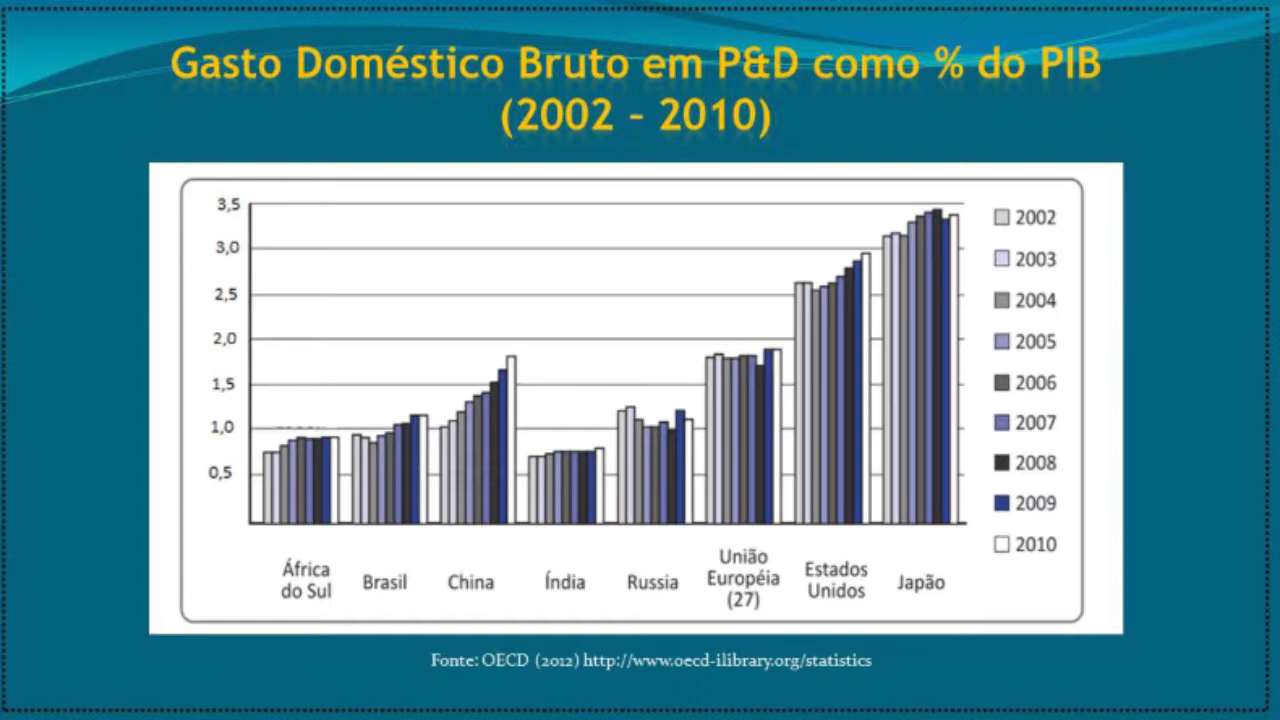 Gasto Doméstico Bruto em P&D como % do PIB
(2002 – 2010)
3,5
3,0
2,5
2,0
1,5
1,0
0,5
2002
2003
2004
2005
2006
2007
2008
2009
2010
África
do Sul
Brasil
China
Índia
Russia
União
Européia
(27)
Estados
Unidos
Japão
Fonte: OECD (2012) http://www.oecd-ilibrary.org/statistics